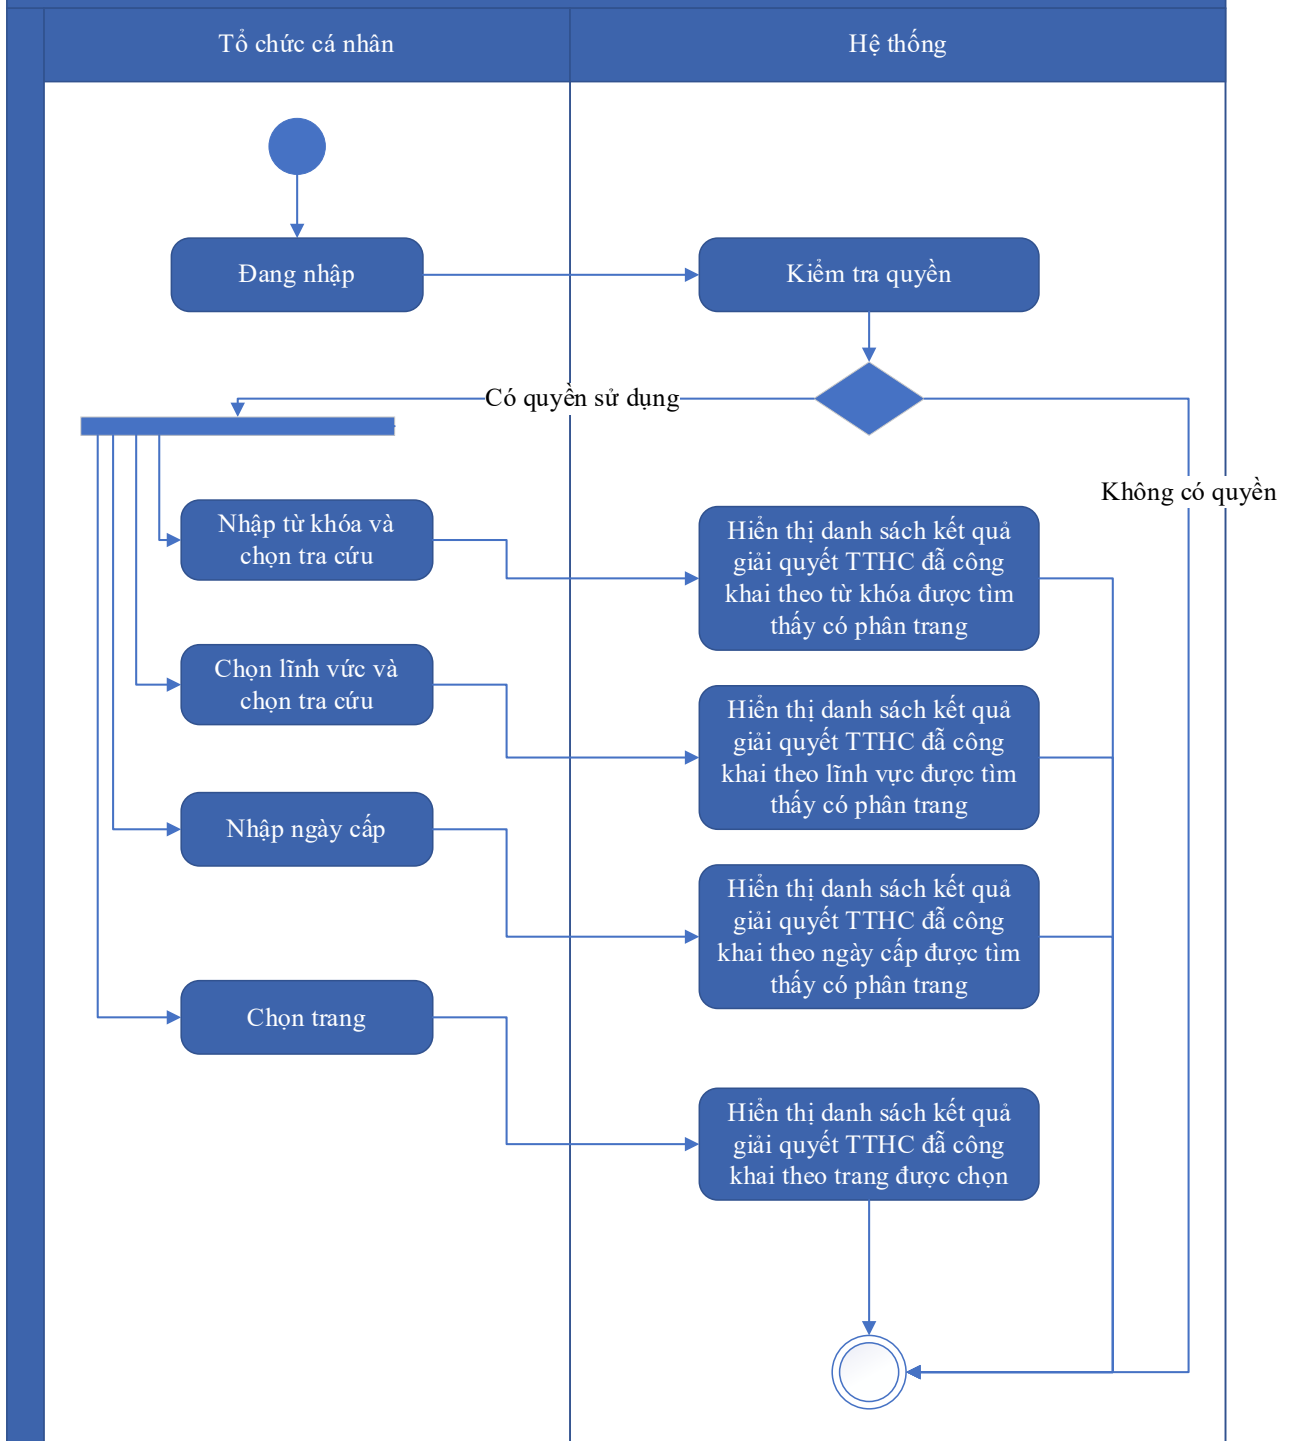 Tổ chức cá nhân
Hệ thống
Đang nhập
Kiểm tra quyền
Có quyền sử dụng
Không có quyền
Nhập từ khóa và
chọn tra cứu
Hiển thị danh sách kết quả
giải quyết TTHC đẫ công
khai theo từ khóa được tìm
thấy có phân trang
Chọn lĩnh vức và
chọn tra cứu
Hiển thị danh sách kết quả
giải quyết TTHC đẫ công
khai theo lĩnh vực được tìm
thấy có phân trang
Nhập ngày cấp
Hiển thị danh sách kết quả
giải quyết TTHC đẫ công
khai theo ngày cấp được tìm
thấy có phân trang
Chọn trang
Hiển thị danh sách kết quả
giải quyết TTHC đẫ công
khai theo trang được chọn